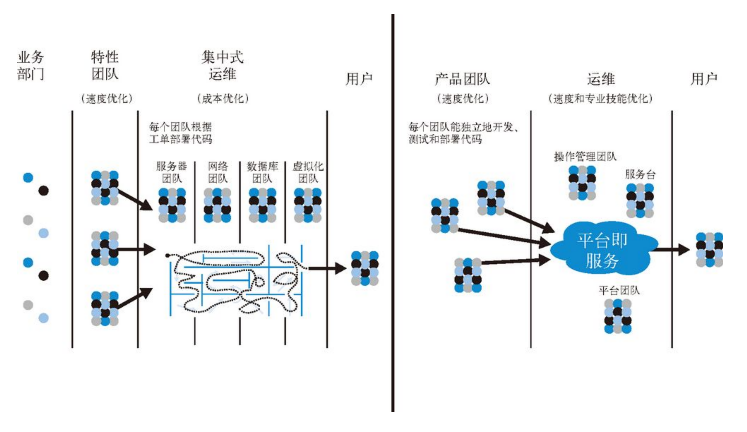 业务
部门
特性
团队
(速度优化)
集中式
运维
(成本优化)
用户
每个团队根据
工单部署代码
服务器
团队
网络
团队
数据库
团队
虚拟化
团队
产品团队
(速度优化)
运维
(速度和专业技能优化)
用户
每个团队能独立地开发、
测试和部署代码
操作管理团队
服务台
平台即
服务
平台团队